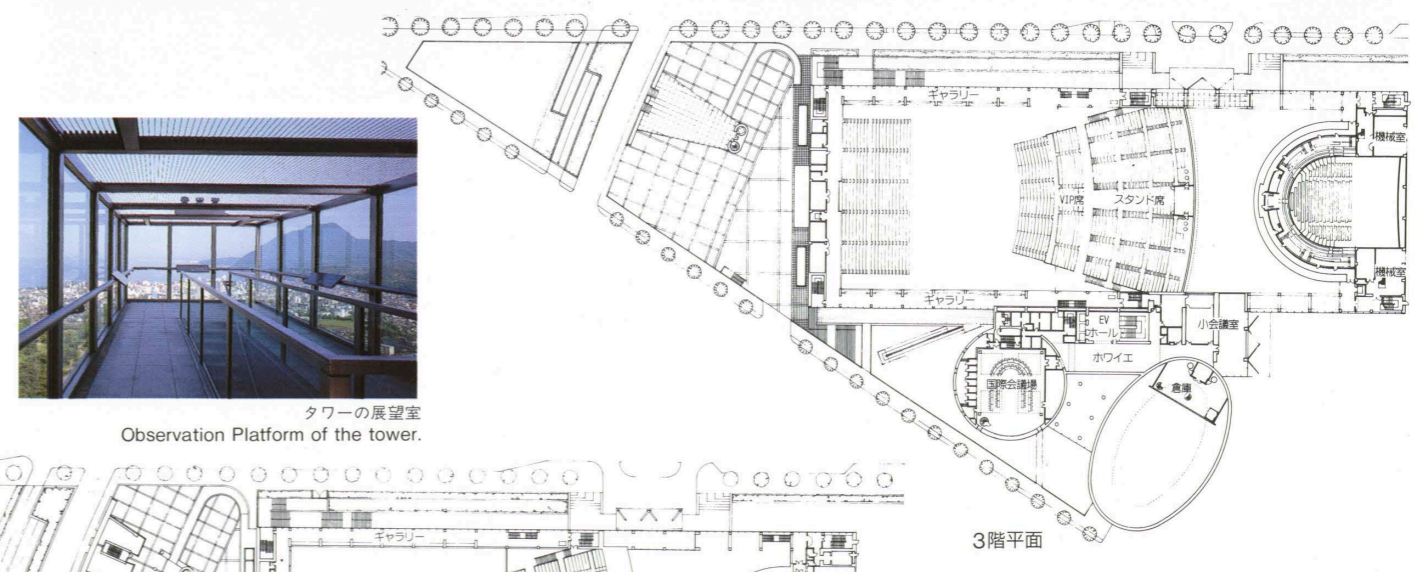 ギャラリー
機械室
VIP席
スタンド席
機械室
ギャラリー
EV
ホール
小会議室
ホワイエ
国際会議場
倉庫
タワーの展望室
Observation Platform of the tower.
3階平面
ギャラリー